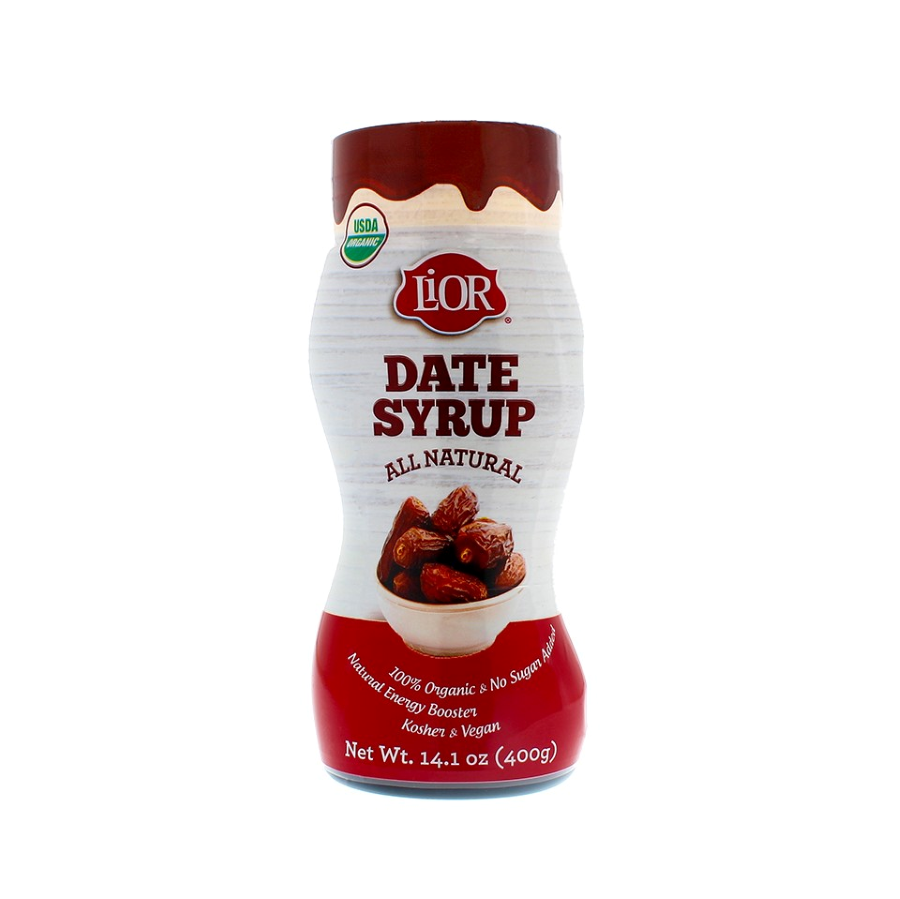 USDA
ORGANIC
LiOR
®
DATE
SYRUP
ALL NATURAL
100% Organic & No Sugar Added
Natural Energy Booster
Kosher & Vegan
Net Wt. 14.1 oz (400g)